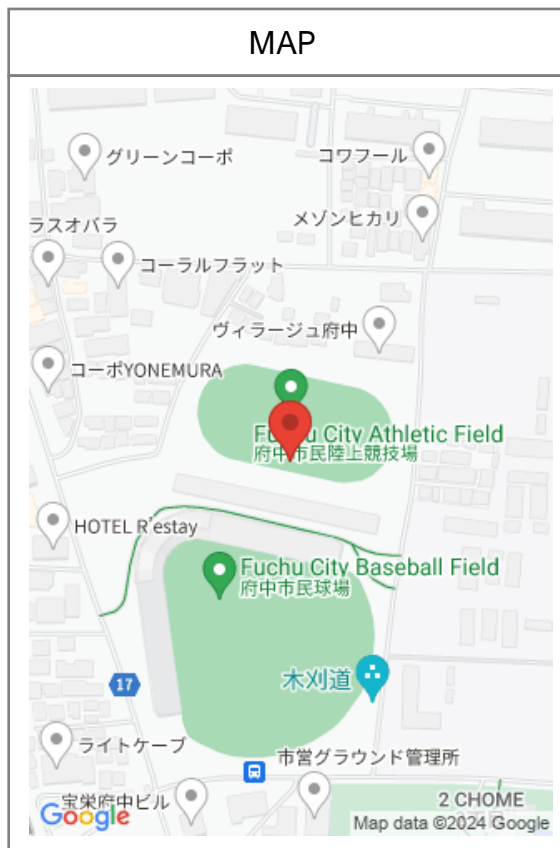 MAP
グリーンコーポ
コワフール
メゾンヒカリ
ラスオバラ
コーラルフラット
ヴィラージュ府中
コーポYONEMURA
Fuchu City Athletic Field
府中市民陸上競技場
HOTEL R'estay
Fuchu City Baseball Field
府中市民球場
木刈道
17
ライトケーブ
市営グラウンド管理所
宝栄府中ビル
2 CHOME
Google
Map data ©2024 Google